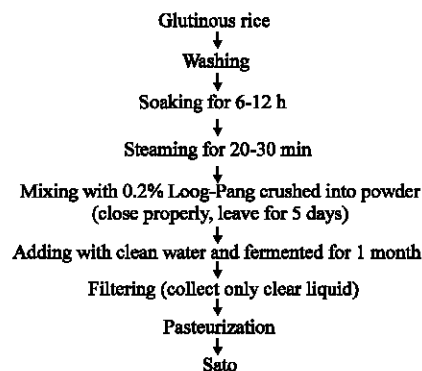 Glutinous rice
Washing
Soaking for 6-12 h
Steaming for 20-30 min
Mixing with 0.2% Loog-Pang crushed into powder
(close properly, leave for 5 days)
Adding with clean water and fermented for 1 month
Filtering (collect only clear liquid)
Pasteurization
Sato